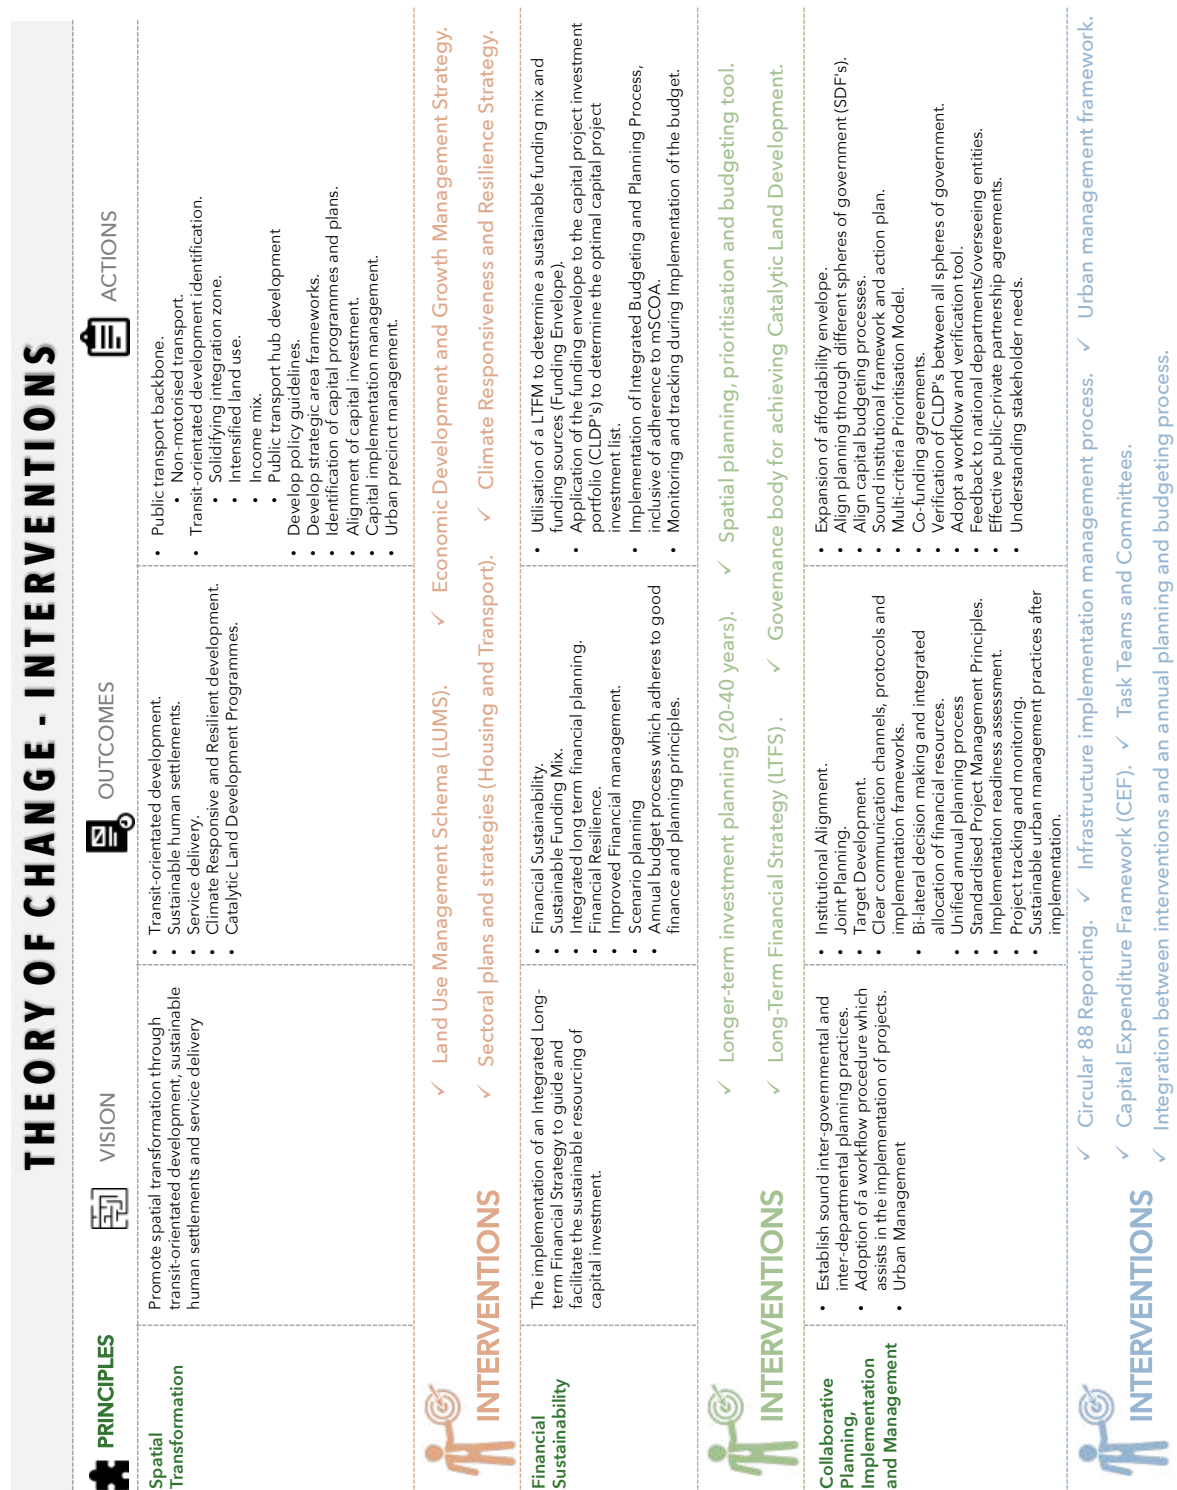 THEORY OF CHANGE - INTERVENTIONS
PRINCIPLES
VISION
OUTCOMES
ACTIONS
Spatial
Transformation
Promote spatial transformation through
transit-orientated development, sustainable
human settlements and service delivery
• Transit-orientated development.
• Sustainable human settlements.
• Service delivery.
• Climate Responsive and Resilient development.
• Catalytic Land Development Programmes.
• Public transport backbone.
• Non-motorised transport.
• Transit-orientated development identification.
• Solidifying integration zone.
• Intensified land use.
• Income mix.
• Public transport hub development
• Develop policy guidelines.
• Develop strategic area frameworks.
• Identification of capital programmes and plans.
• Alignment of capital investment.
• Capital implementation management.
• Urban precinct management.
INTERVENTIONS
✓ Land Use Management Schema (LUMS). ✓ Economic Development and Growth Management Strategy.
✓ Sectoral plans and strategies (Housing and Transport). ✓ Climate Responsiveness and Resilience Strategy.
Financial
Sustainability
The implementation of an Integrated Long-
term Financial Strategy to guide and
facilitate the sustainable resourcing of
capital investment.
• Financial Sustainability.
• Sustainable Funding Mix.
• Integrated long term financial planning.
• Financial Resilience.
• Improved Financial management.
• Scenario planning
• Annual budget process which adheres to good
finance and planning principles.
• Utilisation of a LTFM to determine a sustainable funding mix and
funding sources (Funding Envelope).
• Application of the funding envelope to the capital project investment
portfolio (CLDP's) to determine the optimal capital project
investment list.
• Implementation of Integrated Budgeting and Planning Process,
inclusive of adherence to mSCOA.
• Monitoring and tracking during Implementation of the budget.
INTERVENTIONS
✓ Longer-term investment planning (20-40 years). ✓ Spatial planning, prioritisation and budgeting tool.
✓ Long-Term Financial Strategy (LTFS). ✓ Governance body for achieving Catalytic Land Development.
Collaborative
Planning,
Implementation
and Management
• Establish sound inter-governmental and
inter-departmental planning practices.
• Adoption of a workflow procedure which
assists in the implementation of projects.
• Urban Management
• Institutional Alignment.
• Joint Planning.
• Target Development.
• Clear communication channels, protocols and
implementation frameworks.
• Bi-lateral decision making and integrated
allocation of financial resources.
• Unified annual planning process
• Standardised Project Management Principles.
• Implementation readiness assessment.
• Project tracking and monitoring.
• Sustainable urban management practices after
implementation.
• Expansion of affordability envelope.
• Align planning through different spheres of government (SDF's).
• Align capital budgeting processes.
• Sound institutional framework and action plan.
• Multi-criteria Prioritisation Model.
• Co-funding agreements.
• Verification of CLDP's between all spheres of government.
• Adopt a workflow and verification tool.
• Feedback to national departments/overseeing entities.
• Effective public-private partnership agreements.
• Understanding stakeholder needs.
INTERVENTIONS
✓ Circular 88 Reporting. ✓ Infrastructure implementation management process. ✓ Urban management framework.
✓ Capital Expenditure Framework (CEF). ✓ Task Teams and Committees.
✓ Integration between interventions and an annual planning and budgeting process.